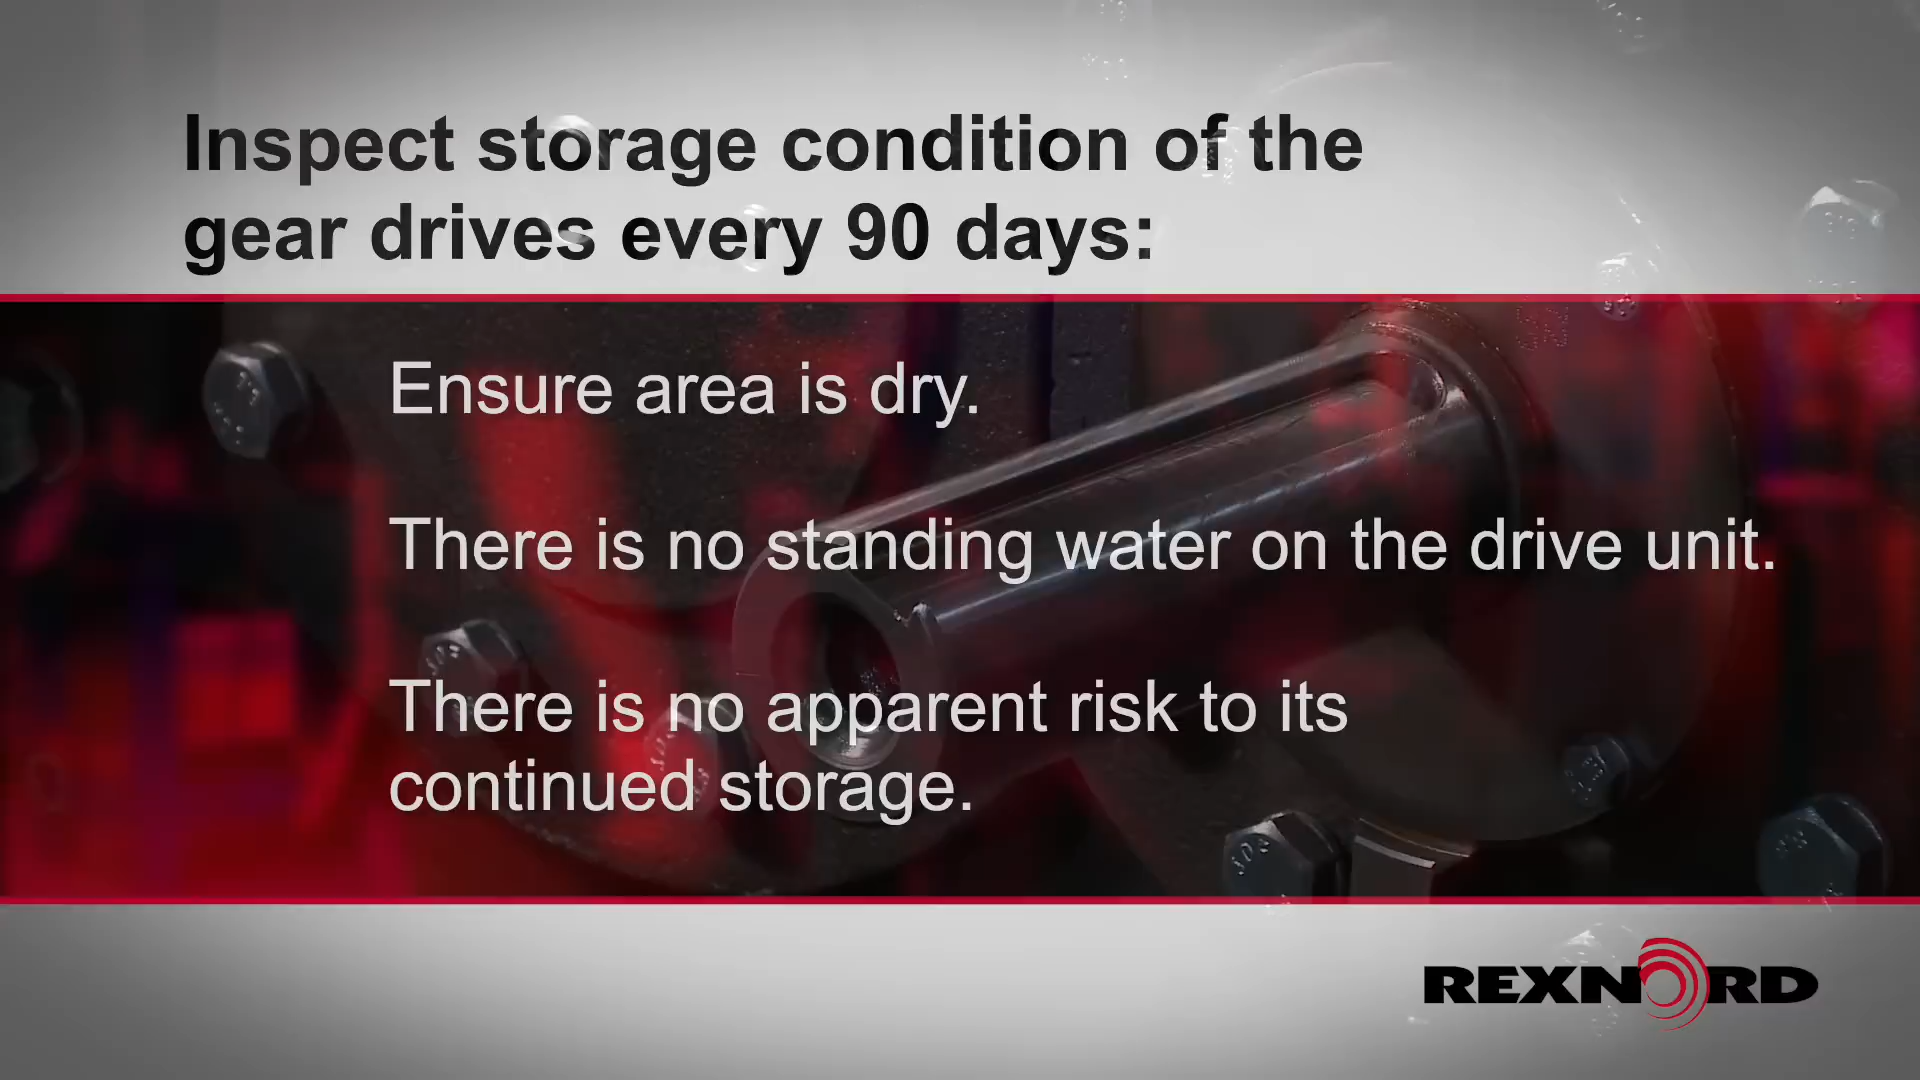 Inspect storage condition of the
gear drives every 90 days:
Ensure area is dry.
There is no standing water on the drive unit.
There is no apparent risk to its
continued storage.
REXNORD